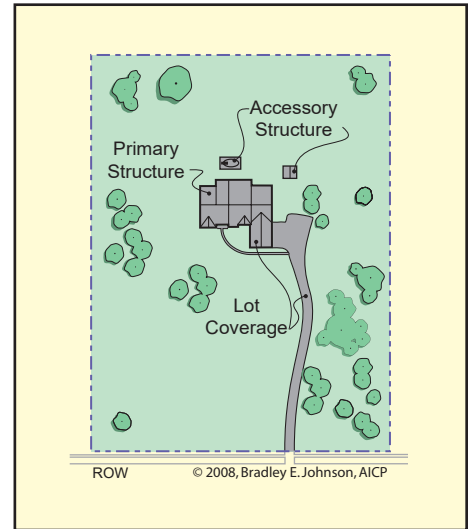 Accessory
Structure
Primary
Structure
Lot
Coverage
ROW
© 2008, Bradley E. Johnson, AICP